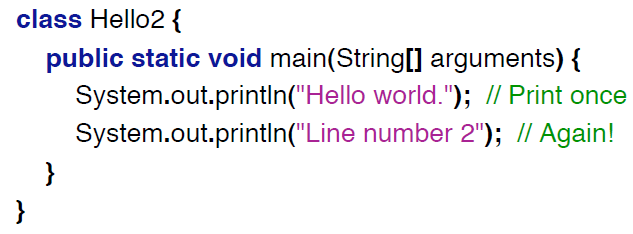 class Hello2 {
public static void main(String[] arguments) {
System.out.println("Hello world.");  // Print once
System.out.println("Line number 2");  // Again!
}
}